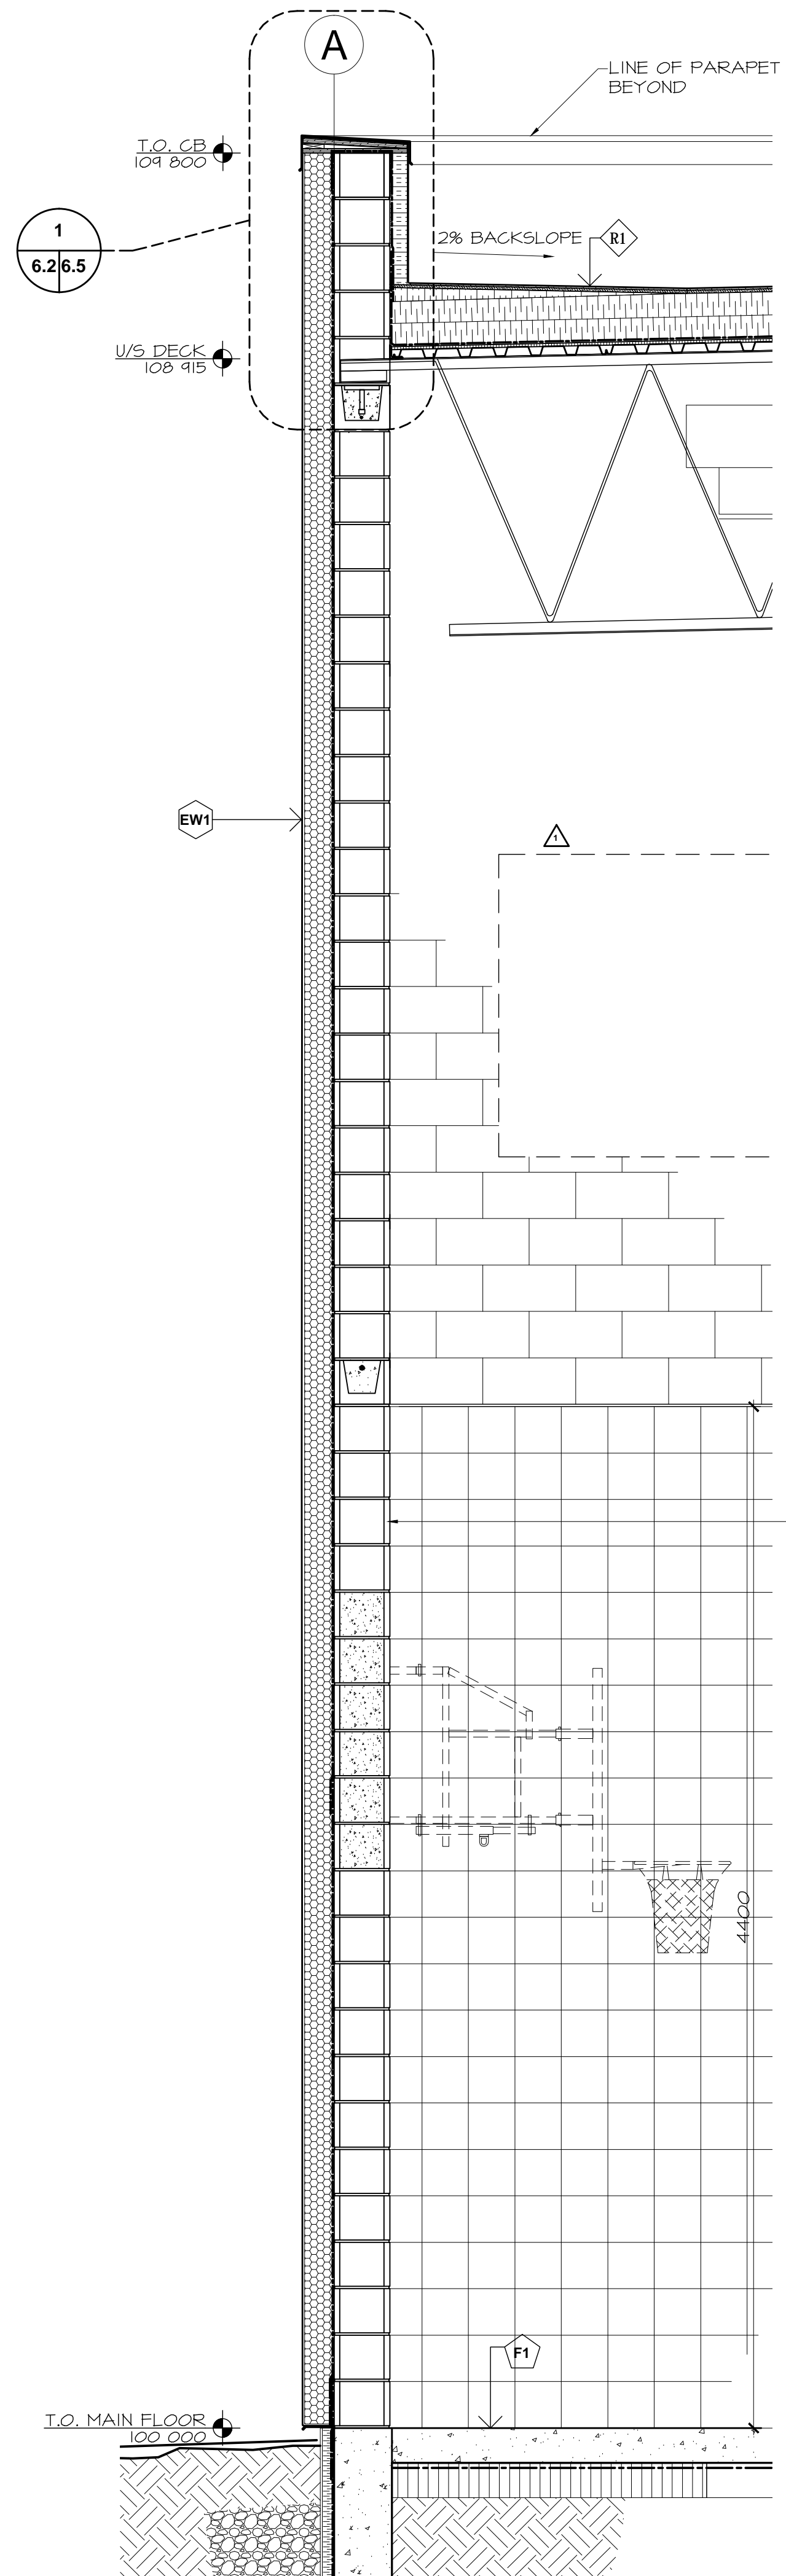 A
LINE OF PARAPET
BEYOND
T.O. CB
109 800
1
6.2 6.5
2% BACKSLOPE
R1
U/S DECK
108 915
EW1
1
4400
F1
T.O. MAIN FLOOR
100 000